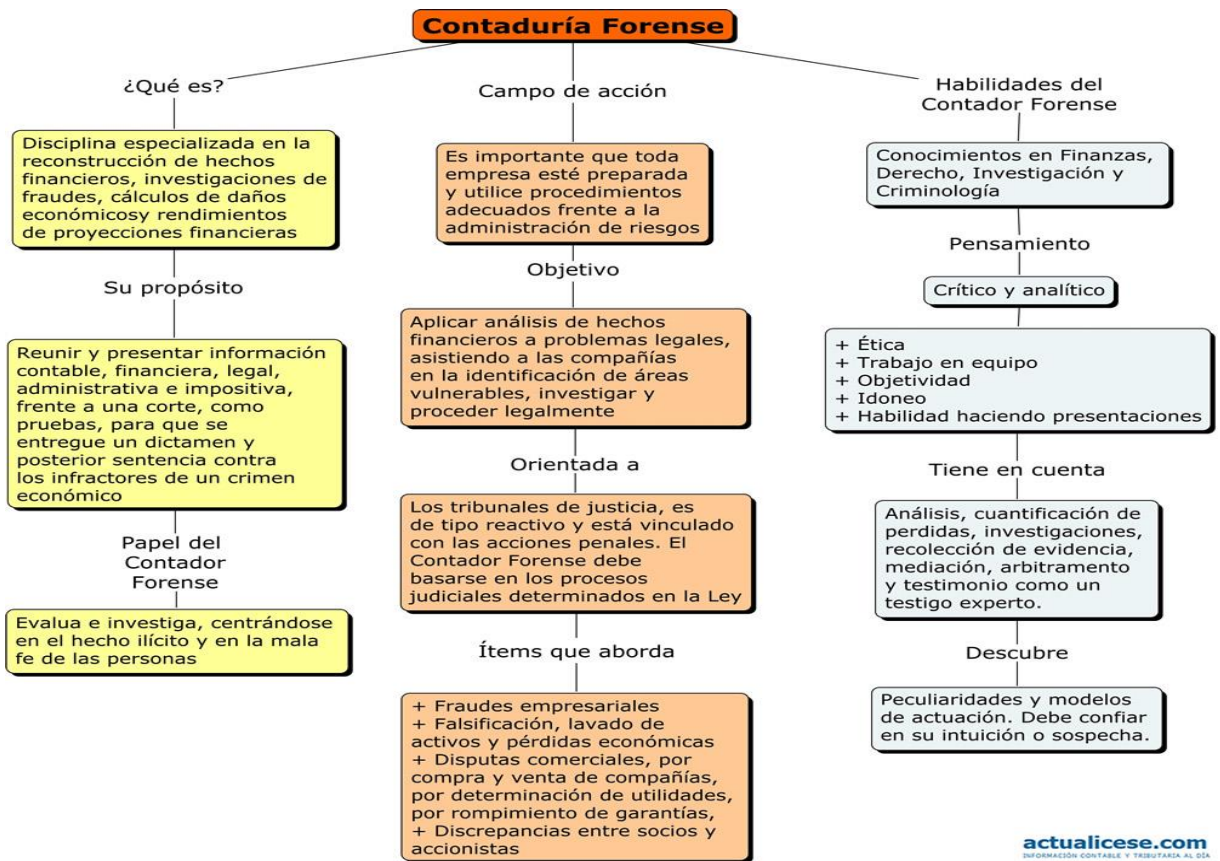 Contaduría Forense
¿Qué es?
Disciplina especializada en la
reconstrucción de hechos
financieros, investigaciones de
fraudes, cálculos de daños
económicosy rendimientos
de proyecciones financieras
Su propósito
Reunir y presentar información
contable, financiera, legal,
administrativa e impositiva,
frente a una corte, como
pruebas, para que se
entregue un dictamen y
posterior sentencia contra
los infractores de un crimen
económico
Papel del
Contador
Forense
Evalua e investiga, centrándose
en el hecho ilícito y en la mala
fe de las personas
Campo de acción
Es importante que toda
empresa esté preparada
y utilice procedimientos
adecuados frente a la
administración de riesgos
Objetivo
Aplicar análisis de hechos
financieros a problemas legales,
asistiendo a las compañías
en la identificación de áreas
vulnerables, investigar y
proceder legalmente
Orientada a
Los tribunales de justicia, es
de tipo reactivo y está vinculado
con las acciones penales. El
Contador Forense debe
basarse en los procesos
judiciales determinados en la Ley
Ítems que aborda
+ Fraudes empresariales
+ Falsificación, lavado de
activos y pérdidas económicas
+ Disputas comerciales, por
compra y venta de compañías,
por determinación de utilidades,
por rompimiento de garantías,
+ Discrepancias entre socios y
accionistas
Habilidades del
Contador Forense
Conocimientos en Finanzas,
Derecho, Investigación y
Criminología
Pensamiento
Crítico y analítico
+ Ética
+ Trabajo en equipo
+ Objetividad
+ Idoneo
+ Habilidad haciendo presentaciones
Tiene en cuenta
Análisis, cuantificación de
perdidas, investigaciones,
recolección de evidencia,
mediación, arbitramento
y testimonio como un
testigo experto.
Descubre
Peculiaridades y modelos
de actuación. Debe confiar
en su intuición o sospecha.
actualicese.com
INFORMACIÓN CONTABLE Y TRIBUTARIA AL DÍA